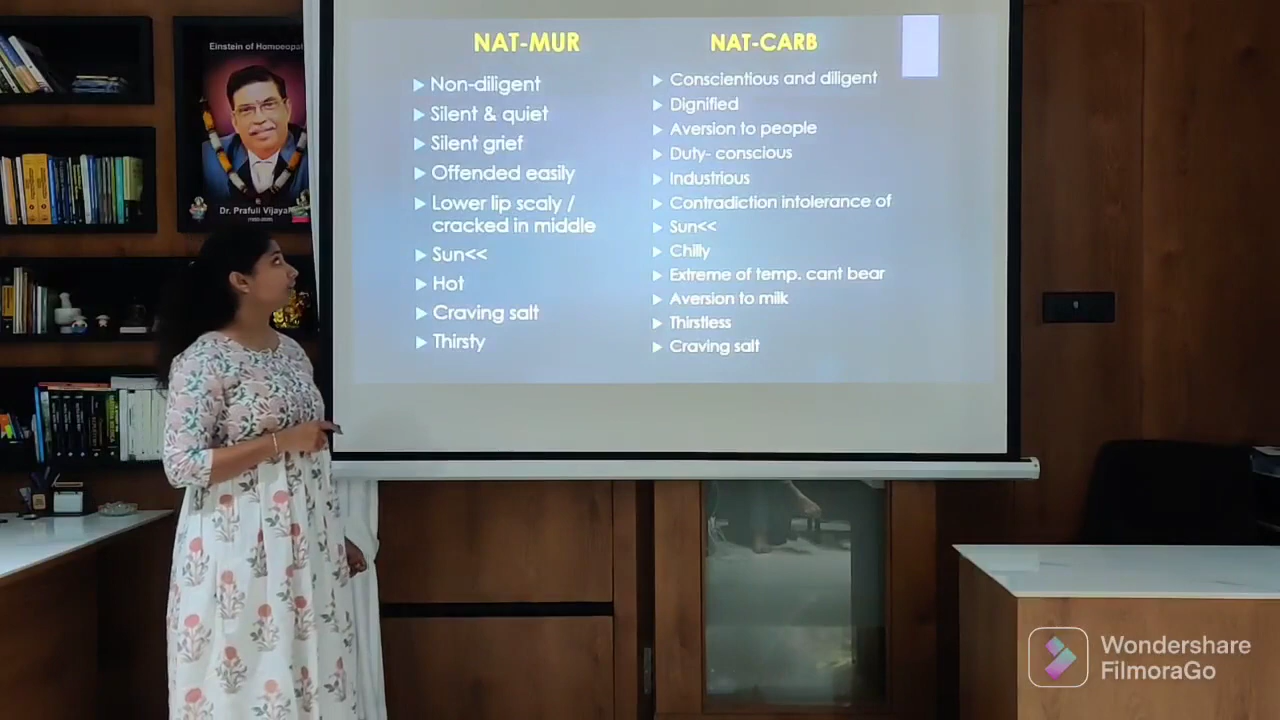 Einstein of Homoeopat
Dr. Prafull Vijayak
NAT-MUR
Non-diligent
Silent & quiet
Silent grief
Offended easily
Lower lip scaly /
cracked in middle
Sun<<
Hot
Craving salt
Thirsty
NAT-CARB
Conscientious and diligent
Dignified
Aversion to people
Duty- conscious
Industrious
Contradiction intolerance of
Sun<<
Chilly
Extreme of temp. cant bear
Aversion to milk
Thirstless
Craving salt
Wondershare
FilmoraGo